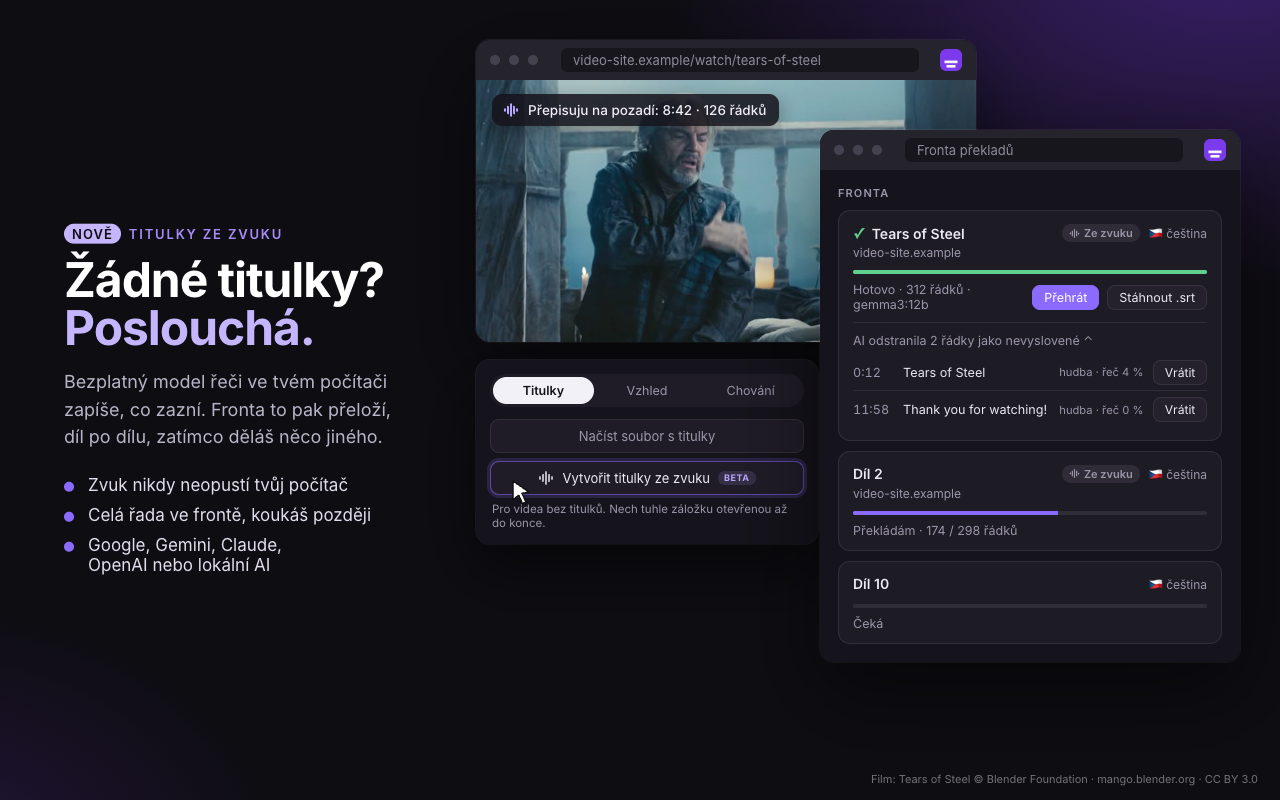 NOVĚ TITULKY ZE ZVUKU
Žádné titulky?
Poslouchá.
Bezplatný model řeči ve tvém počítači
zapíše, co zazní. Fronta to pak přeloží,
díl po dílu, zatímco děláš něco jiného.
Zvuk nikdy neopustí tvůj počítač
Celá řada ve frontě, koukáš později
Google, Gemini, Claude,
OpenAI nebo lokální AI
video-site.example/watch/tears-of-steel
Přepisuju na pozadí: 8:42 · 126 řádků
Titulky Vzhled Chování
Načíst soubor s titulky
Vytvořit titulky ze zvuku BETA
Pro videa bez titulků. Nech tuhle záložku otevřenou až
do konce.
Fronta překladů
FRONTA
✓ Tears of Steel Ze zvuku 🇨🇿 čeština
video-site.example
Hotovo · 312 řádků ·
gemma3:12b
Přehrát Stáhnout .srt
AI odstranila 2 řádky jako nevyslovené ^
0:12 Tears of Steel hudba · řeč 4 % Vrátit
11:58 Thank you for watching! hudba · řeč 0 % Vrátit
Díl 2 Ze zvuku 🇨🇿 čeština
video-site.example
Překládám · 174 / 298 řádků
Díl 10 🇨🇿 čeština
Čeká
Film: Tears of Steel © Blender Foundation · mango.blender.org · CC BY 3.0